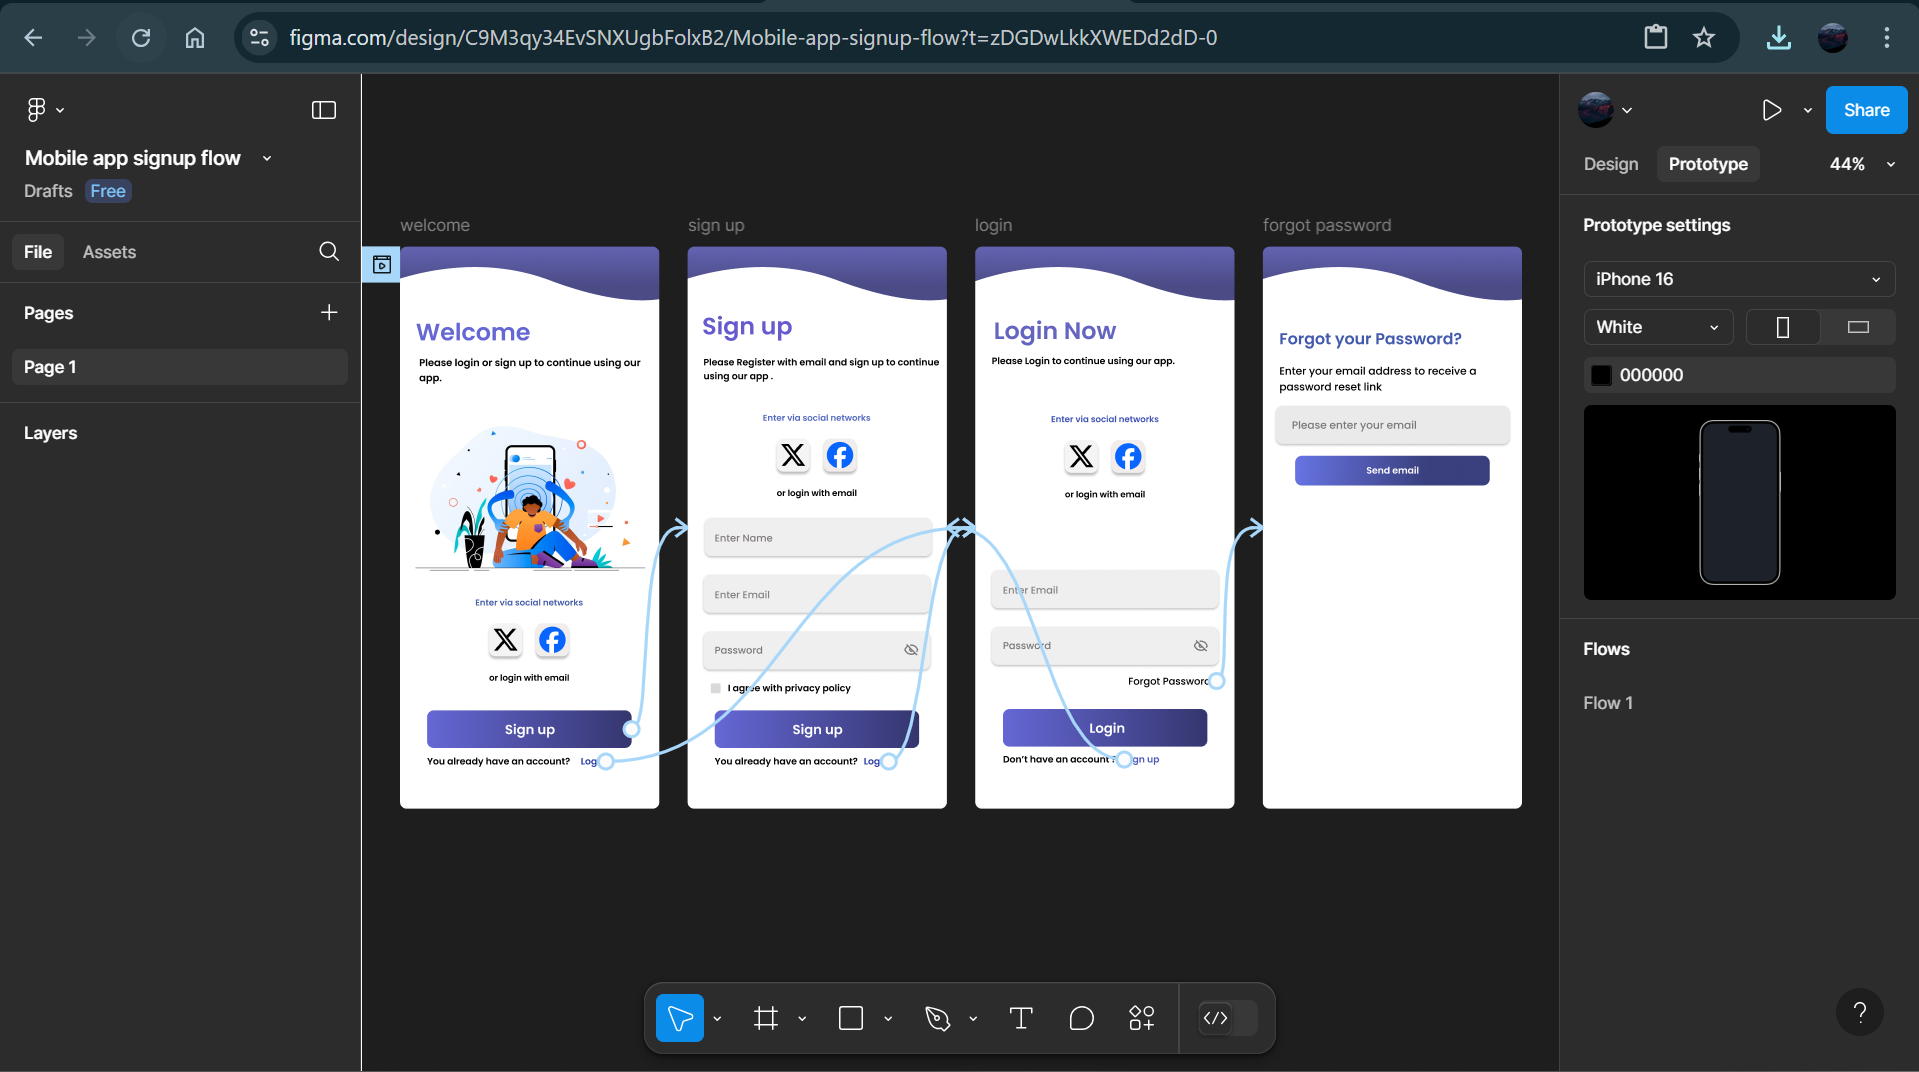 figma.com/design/C9M3qy34EvSNXUgbFolxB2/Mobile-app-signup-flow?t=zDGDwLkkXWEDd2dD-0
Mobile app signup flow
Drafts Free
File Assets
Pages
Page 1
Layers
welcome
Welcome
Please login or sign up to continue using our
app.
Enter via social networks
or login with email
Sign up
You already have an account? Log
sign up
Sign up
Please Register with email and sign up to continue
using our app .
Enter via social networks
or login with email
Enter Name
Enter Email
Password
I agree with privacy policy
Sign up
You already have an account? Log
login
Login Now
Please Login to continue using our app.
Enter via social networks
or login with email
Enter Email
Password
Forgot Password
Login
Don't have an account ? gn up
forgot password
Forgot your Password?
Enter your email address to receive a
password reset link
Please enter your email
Send email
Share
Design Prototype 44%
Prototype settings
iPhone 16
White
000000
Flows
Flow 1
?